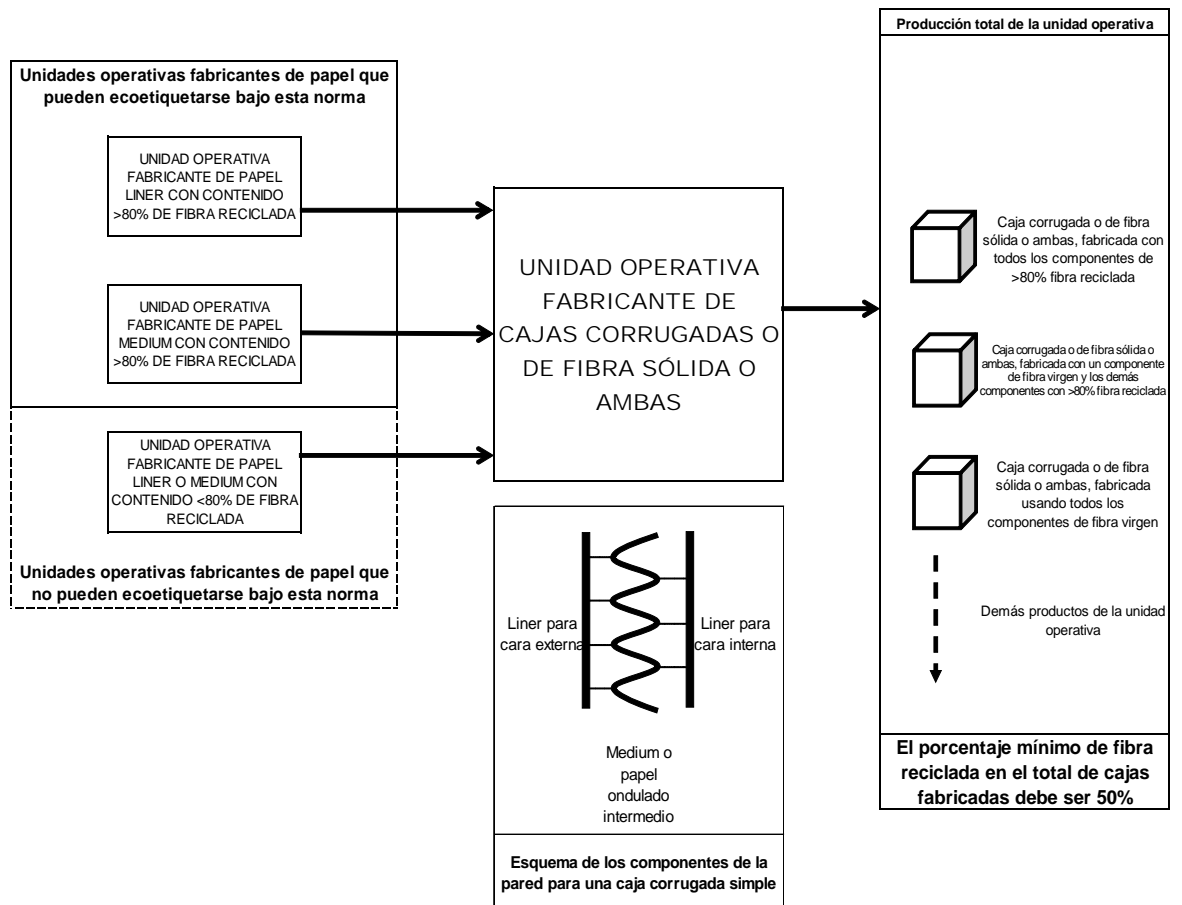 Unidades operativas fabricantes de papel que
pueden ecoetiquetarse bajo esta norma
UNIDAD OPERATIVA
FABRICANTE DE PAPEL
LINER CON CONTENIDO
>80% DE FIBRA RECICLADA
UNIDAD OPERATIVA
FABRICANTE DE PAPEL
MEDIUM CON CONTENIDO
>80% DE FIBRA RECICLADA
UNIDAD OPERATIVA
FABRICANTE DE PAPEL
LINER O MEDIUM CON
CONTENIDO <80% DE FIBRA
RECICLADA
Unidades operativas fabricantes de papel que
no pueden ecoetiquetarse bajo esta norma
UNIDAD OPERATIVA
FABRICANTE DE
CAJAS CORRUGADAS O
DE FIBRA SÓLIDA O
AMBAS
Liner para
cara externa
Liner para
cara interna
Medium o
papel
ondulado
intermedio
Esquema de los componentes de la
pared para una caja corrugada simple
Producción total de la unidad operativa
Caja corrugada o de fibra
sólida o ambas, fabricada con
todos los componentes de
>80% fibra reciclada
Caja corrugada o de fibra sólida o
ambas, fabricada con un componente
de fibra virgen y los demás
componentes con >80% fibra reciclada
Caja corrugada o de fibra
sólida o ambas, fabricada
usando todos los
componentes de fibra virgen
Demás productos de la unidad
operativa
El porcentaje mínimo de fibra
reciclada en el total de cajas
fabricadas debe ser 50%